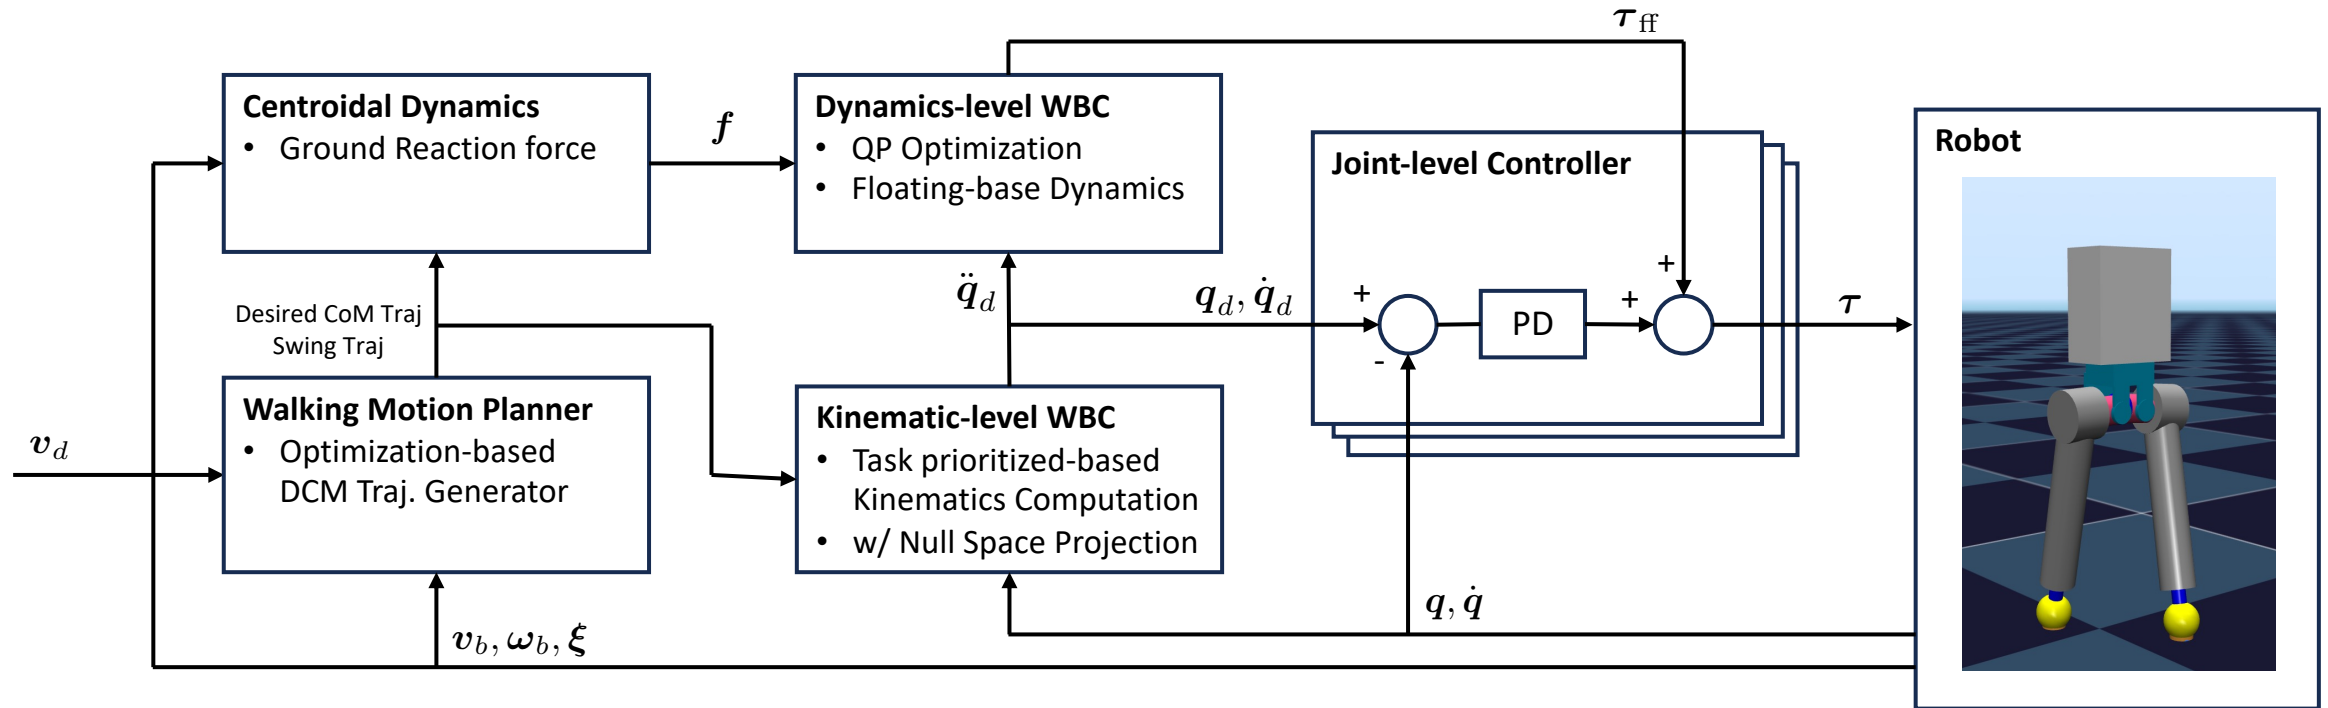 τ_ff
Centroidal Dynamics
• Ground Reaction force
f
Dynamics-level WBC
• QP Optimization
• Floating-base Dynamics
Joint-level Controller
Robot
Desired CoM Traj
Swing Traj
q̈_d
q_d, q̇_d
+
-
PD
+
+
τ
v_d
Walking Motion Planner
• Optimization-based
DCM Traj. Generator
Kinematic-level WBC
• Task prioritized-based
Kinematics Computation
• w/ Null Space Projection
v_b, ω_b, ξ
q, q̇